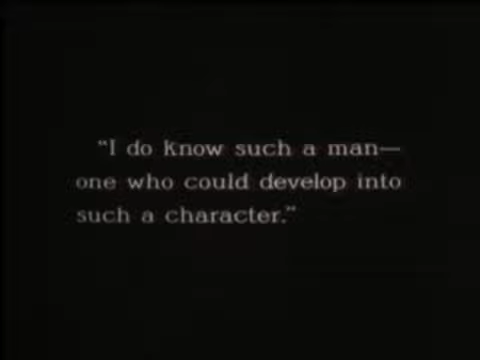 “I do know such a man—
one who could develop into
such a character.”